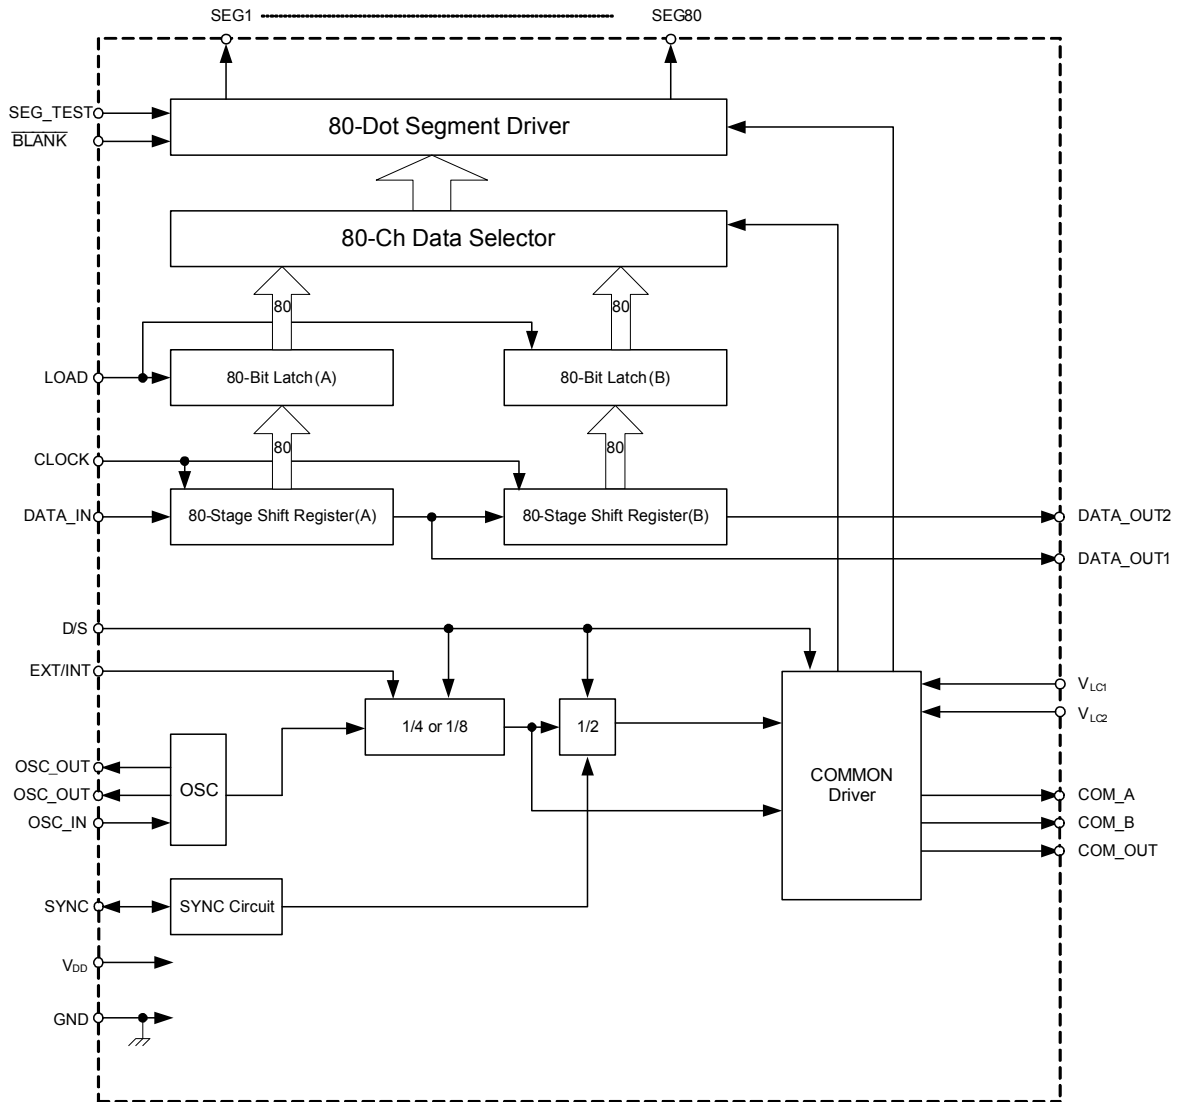 SEG1 SEG80
SEG_TEST
BLANK
80-Dot Segment Driver
80-Ch Data Selector
80 80
LOAD
80-Bit Latch(A) 80-Bit Latch(B)
80 80
CLOCK
DATA_IN
80-Stage Shift Register(A) 80-Stage Shift Register(B)
DATA_OUT2
DATA_OUT1
D/S
EXT/INT
1/4 or 1/8 1/2
VLC1
VLC2
OSC_OUT
OSC_OUT
OSC_IN
OSC
COMMON
Driver
COM_A
COM_B
COM_OUT
SYNC
SYNC Circuit
VDD
GND